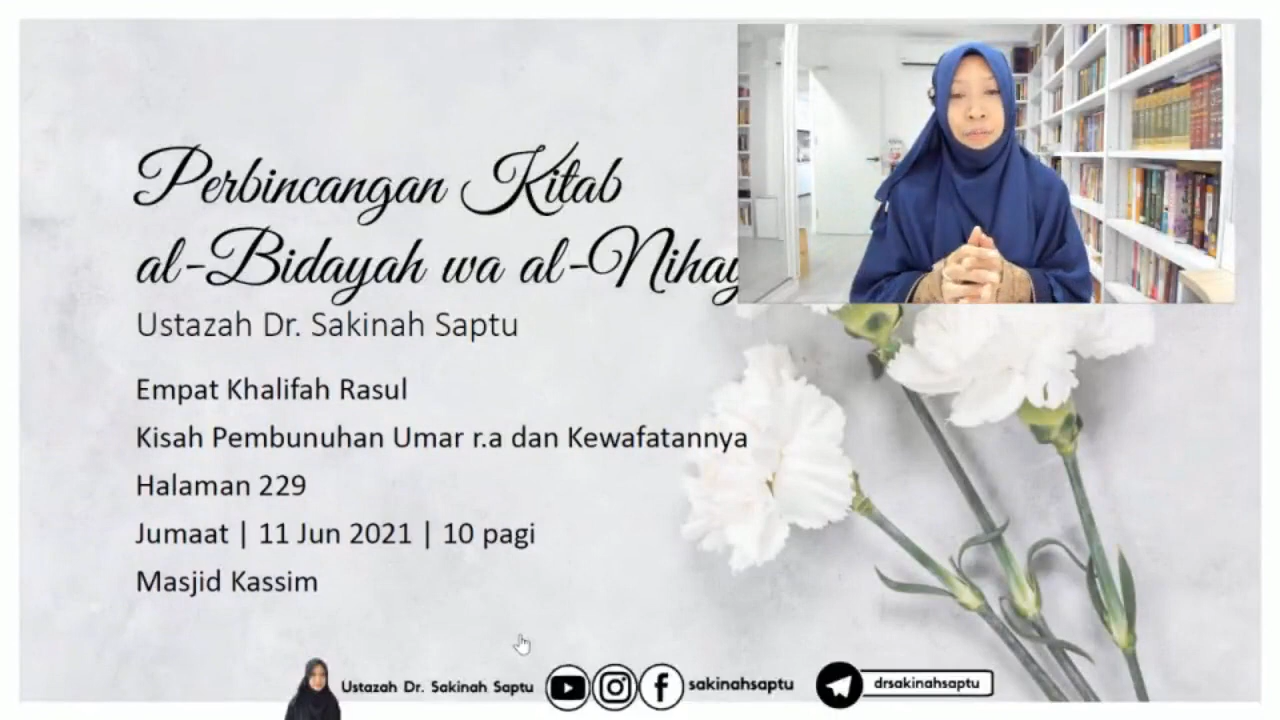 Perbincangan Kitab
al-Bidayah wa al-Nihay
Ustazah Dr. Sakinah Saptu
Empat Khalifah Rasul
Kisah Pembunuhan Umar r.a dan Kewafatannya
Halaman 229
Jumaat | 11 Jun 2021 | 10 pagi
Masjid Kassim
Ustazah Dr. Sakinah Saptu
sakinahsaptu
drsakinahsaptu